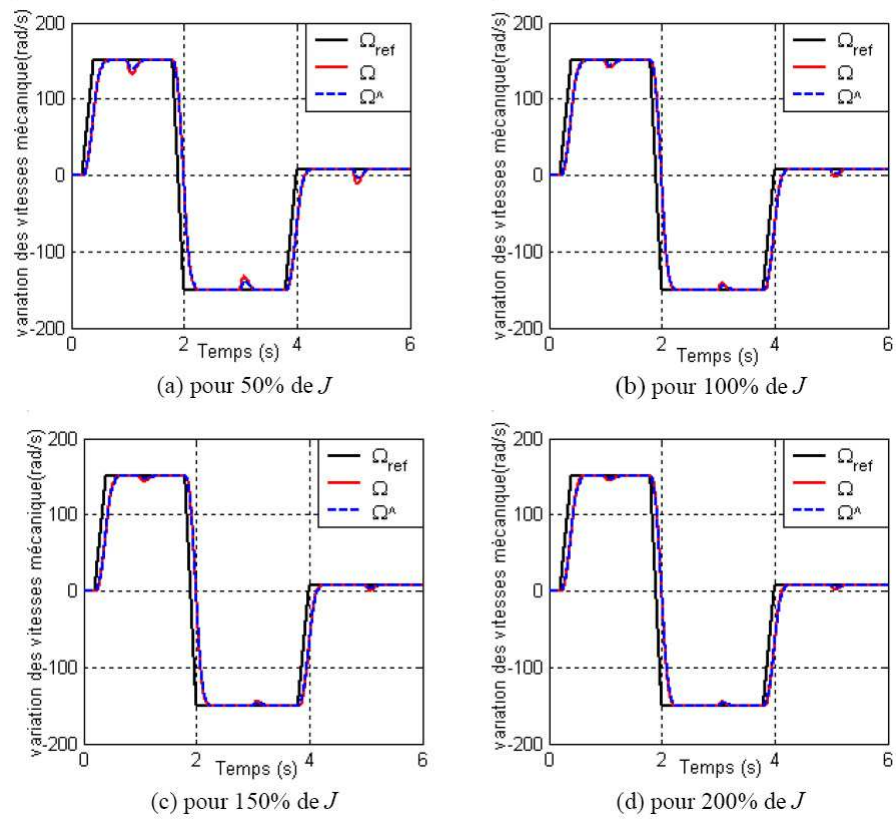 200
100
0
-100
-200
0
2
4
6
variation des vitesses mécanique(rad/s)
Temps (s)
Ωref
Ω
Ω^
(a) pour 50% de J
200
100
0
-100
-200
0
2
4
6
variation des vitesses mécanique(rad/s)
Temps (s)
Ωref
Ω
Ω^
(b) pour 100% de J
200
100
0
-100
-200
0
2
4
6
variation des vitesses mécanique(rad/s)
Temps (s)
Ωref
Ω
Ω^
(c) pour 150% de J
200
100
0
-100
-200
0
2
4
6
variation des vitesses mécanique(rad/s)
Temps (s)
Ωref
Ω
Ω^
(d) pour 200% de J